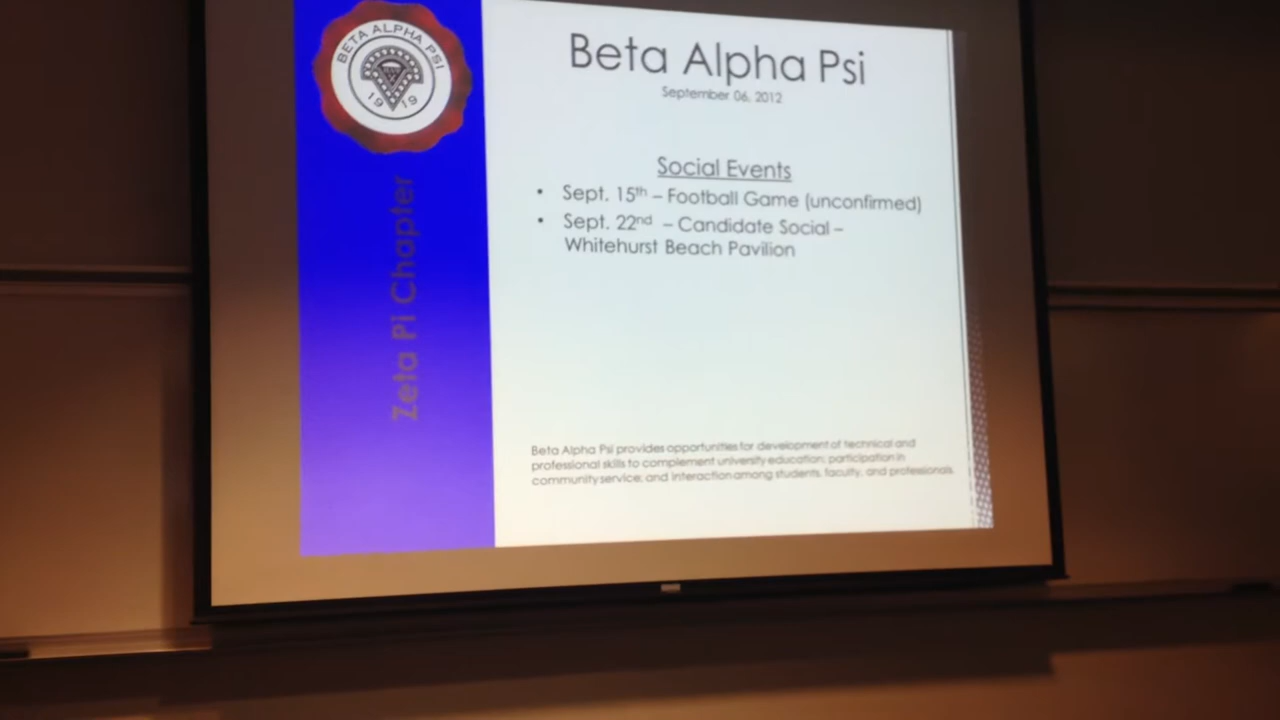 BETA ALPHA PSI
1919
Zeta Pi Chapter
Beta Alpha Psi
September 06, 2012
Social Events
• Sept. 15th – Football Game (unconfirmed)
• Sept. 22nd – Candidate Social –
Whitehurst Beach Pavilion
Beta Alpha Psi provides opportunities for development of technical and
professional skills to complement university education; participation in
community service; and interaction among students, faculty, and professionals.